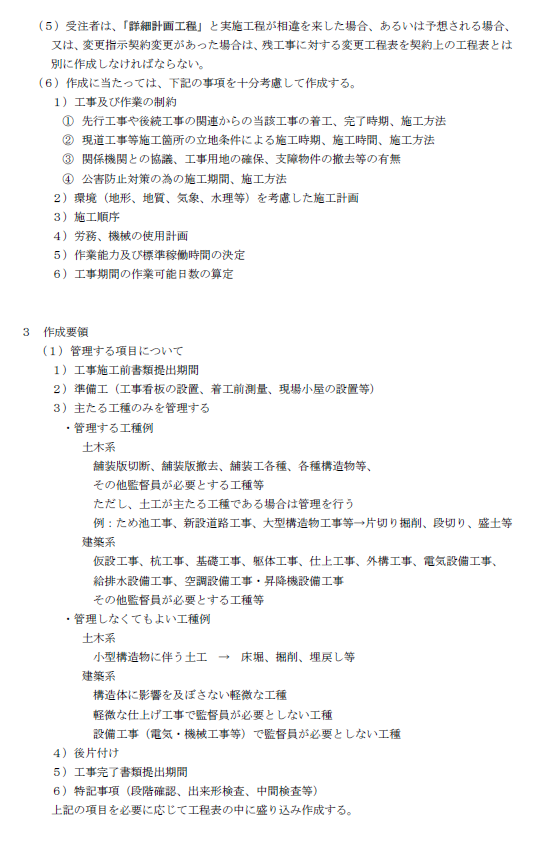 （５）受注者は、「詳細計画工程」と実施工程が相違を来した場合、あるいは予想される場合、
又は、変更指示契約変更があった場合は、残工事に対する変更工程表を契約上の工程表とは
別に作成しなければならない。
（６）作成に当たっては、下記の事項を十分考慮して作成する。
１）工事及び作業の制約
① 先行工事や後続工事の関連からの当該工事の着工、完了時期、施工方法
② 現道工事等施工箇所の立地条件による施工時期、施工時間、施工方法
③ 関係機関との協議、工事用地の確保、支障物件の撤去等の有無
④ 公害防止対策の為の施工期間、施工方法
２）環境（地形、地質、気象、水理等）を考慮した施工計画
３）施工順序
４）労務、機械の使用計画
５）作業能力及び標準稼働時間の決定
６）工事期間の作業可能日数の算定
３ 作成要領
（１）管理する項目について
１）工事施工前書類提出期間
２）準備工（工事看板の設置、着工前測量、現場小屋の設置等）
３）主たる工種のみを管理する
・管理する工種例
土木系
舗装版切断、舗装版撤去、舗装工各種、各種構造物等、
その他監督員が必要とする工種等
ただし、土工が主たる工種である場合は管理を行う
例：ため池工事、新設道路工事、大型構造物工事等→片切り掘削、段切り、盛土等
建築系
仮設工事、杭工事、基礎工事、躯体工事、仕上工事、外構工事、電気設備工事、
給排水設備工事、空調設備工事・昇降機設備工事
その他監督員が必要とする工種等
・管理しなくてもよい工種例
土木系
小型構造物に伴う土工 → 床堀、掘削、埋戻し等
建築系
構造体に影響を及ぼさない軽微な工種
軽微な仕上げ工事で監督員が必要としない工種
設備工事（電気・機械工事等）で監督員が必要としない工種
４）後片付け
５）工事完了書類提出期間
６）特記事項（段階確認、出来形検査、中間検査等）
上記の項目を必要に応じて工程表の中に盛り込み作成する。